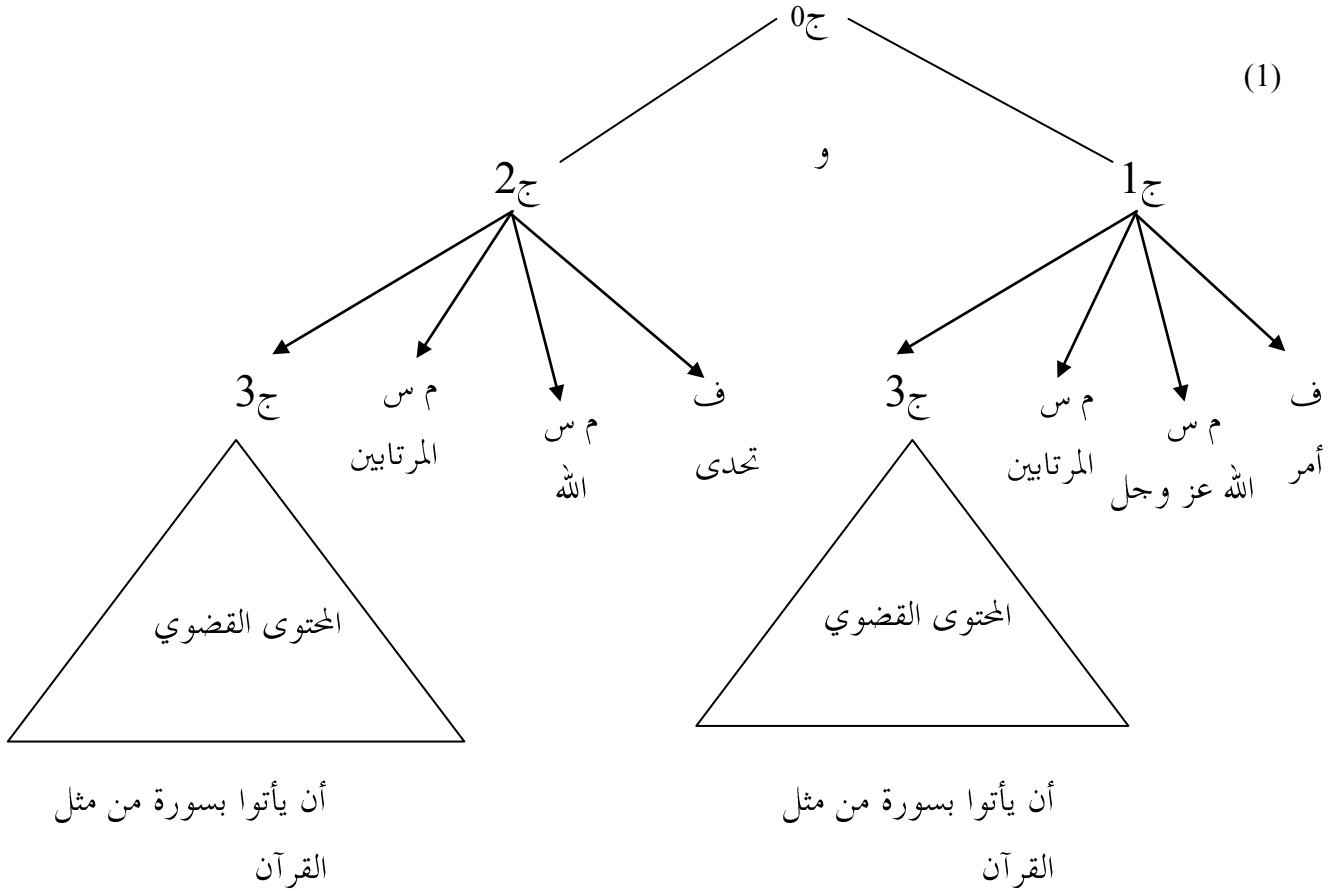 ج0
(1)
و
ج1
ج2
ف
م س
م س
ج3
أمر
الله عز وجل
المرتابين
ف
م س
م س
ج3
تحدى
الله
المرتابين
المحتوى القضوي
المحتوى القضوي
أن يأتوا بسورة من مثل
القرآن
أن يأتوا بسورة من مثل
القرآن